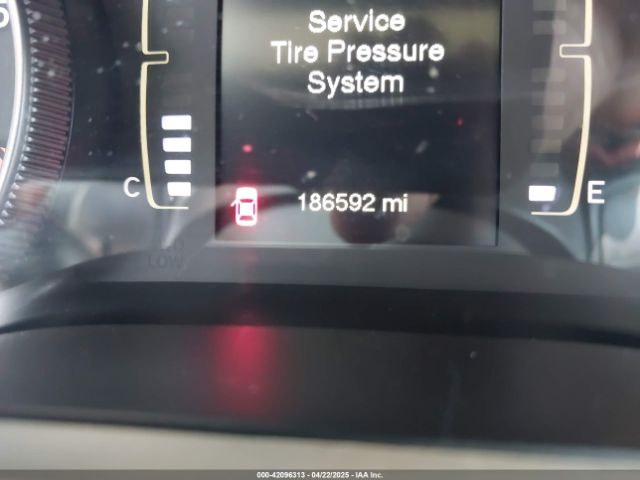 Service
Tire Pressure
System
C
186592 mi
E
LOW
000-42096313 - 04/22/2025 - IAA Inc.